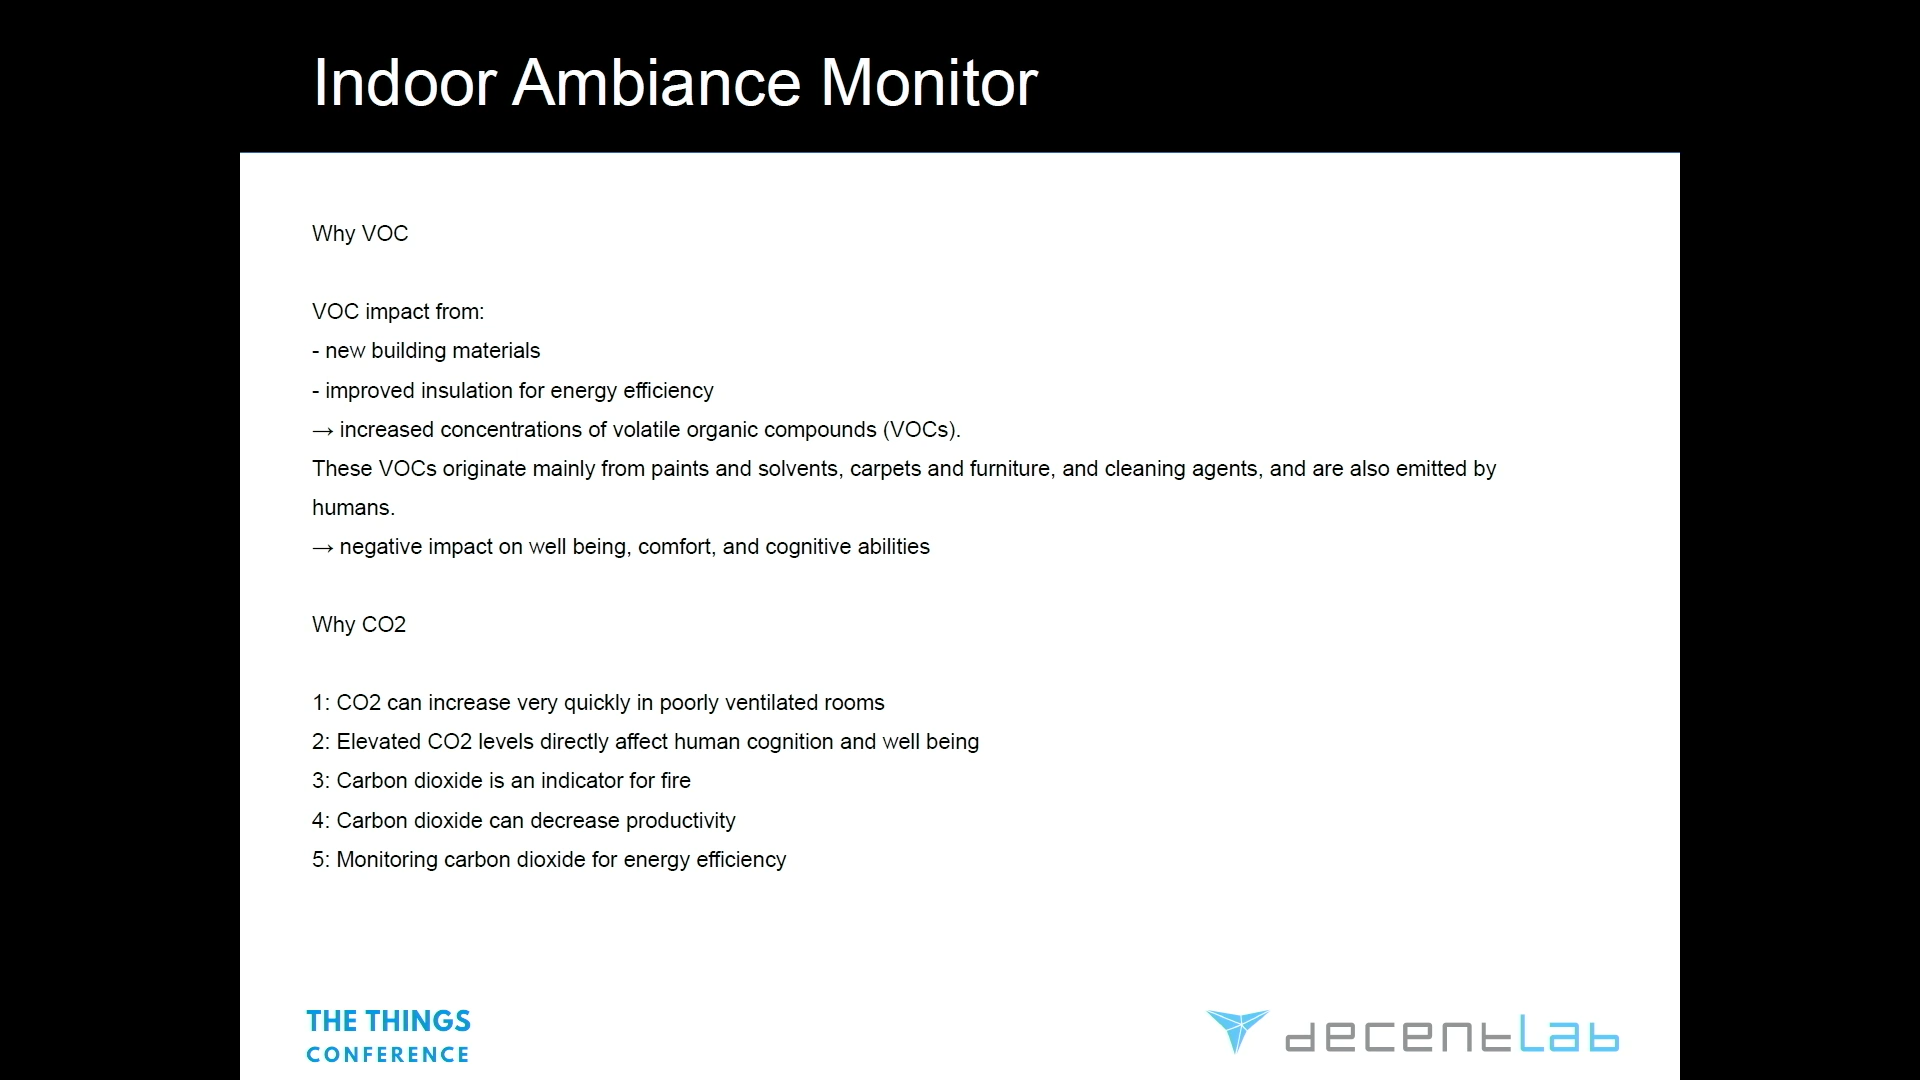 Indoor Ambiance Monitor
Why VOC
VOC impact from:
- new building materials
- improved insulation for energy efficiency
→ increased concentrations of volatile organic compounds (VOCs).
These VOCs originate mainly from paints and solvents, carpets and furniture, and cleaning agents, and are also emitted by
humans.
→ negative impact on well being, comfort, and cognitive abilities
Why CO2
1: CO2 can increase very quickly in poorly ventilated rooms
2: Elevated CO2 levels directly affect human cognition and well being
3: Carbon dioxide is an indicator for fire
4: Carbon dioxide can decrease productivity
5: Monitoring carbon dioxide for energy efficiency
THE THINGS
CONFERENCE
decentlab